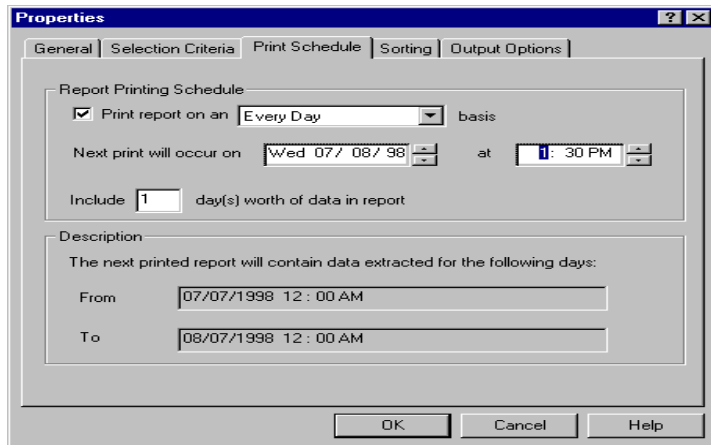 Properties
General Selection Criteria Print Schedule Sorting Output Options
Report Printing Schedule
Print report on an Every Day basis
Next print will occur on Wed 07/ 08/ 98 at 1: 30 PM
Include 1 day(s) worth of data in report
Description
The next printed report will contain data extracted for the following days:
From 07/07/1998 12 : 00 AM
To 08/07/1998 12 : 00 AM
OK Cancel Help